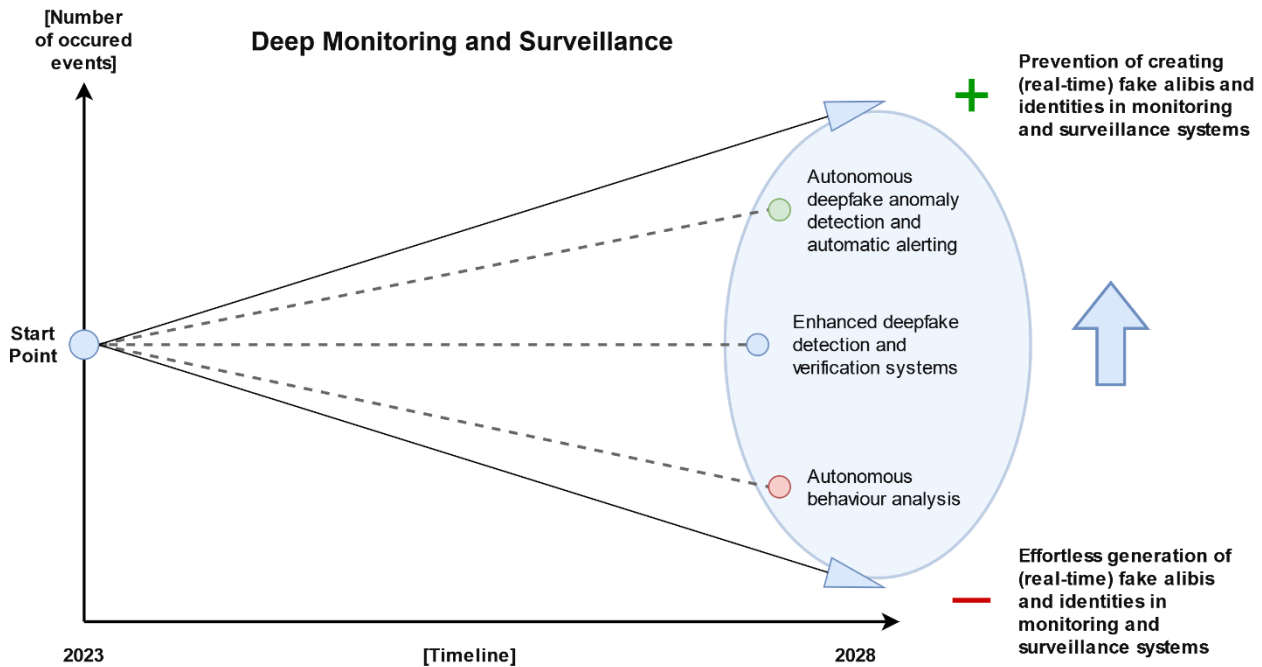 [Number
of occured
events]
Deep Monitoring and Surveillance
Prevention of creating
(real-time) fake alibis and
identities in monitoring
and surveillance systems
Autonomous
deepfake anomaly
detection and
automatic alerting
Start
Point
Enhanced deepfake
detection and
verification systems
Autonomous
behaviour analysis
Effortless generation of
(real-time) fake alibis
and identities in
monitoring and
surveillance systems
2023
[Timeline]
2028